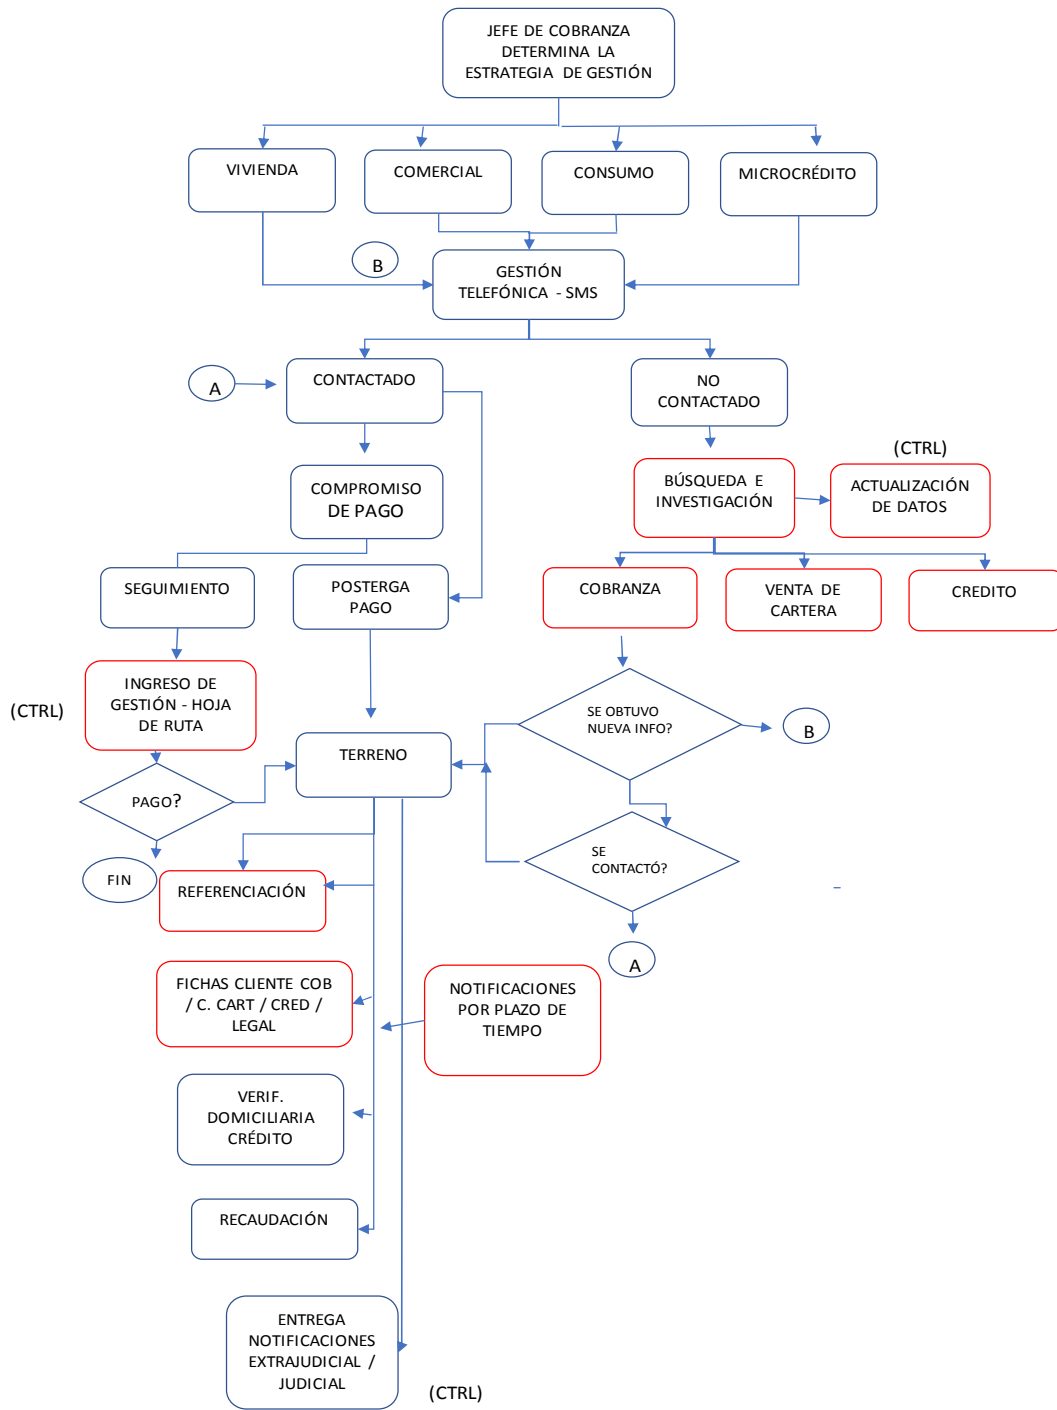 JEFE DE COBRANZA
DETERMINA LA
ESTRATEGIA DE GESTIÓN
VIVIENDA
COMERCIAL
CONSUMO
MICROCRÉDITO
B
GESTIÓN
TELEFÓNICA - SMS
A
CONTACTADO
NO
CONTACTADO
(CTRL)
COMPROMISO
DE PAGO
BÚSQUEDA E
INVESTIGACIÓN
ACTUALIZACIÓN
DE DATOS
SEGUIMIENTO
POSTERGA
PAGO
COBRANZA
VENTA DE
CARTERA
CREDITO
(CTRL)
INGRESO DE
GESTIÓN - HOJA
DE RUTA
SE OBTUVO
NUEVA INFO?
B
TERRENO
PAGO?
SE
CONTACTÓ?
FIN
REFERENCIACIÓN
A
FICHAS CLIENTE COB
/ C. CART / CRED /
LEGAL
NOTIFICACIONES
POR PLAZO DE
TIEMPO
VERIF.
DOMICILIARIA
CRÉDITO
RECAUDACIÓN
ENTREGA
NOTIFICACIONES
EXTRAJUDICIAL /
JUDICIAL
(CTRL)